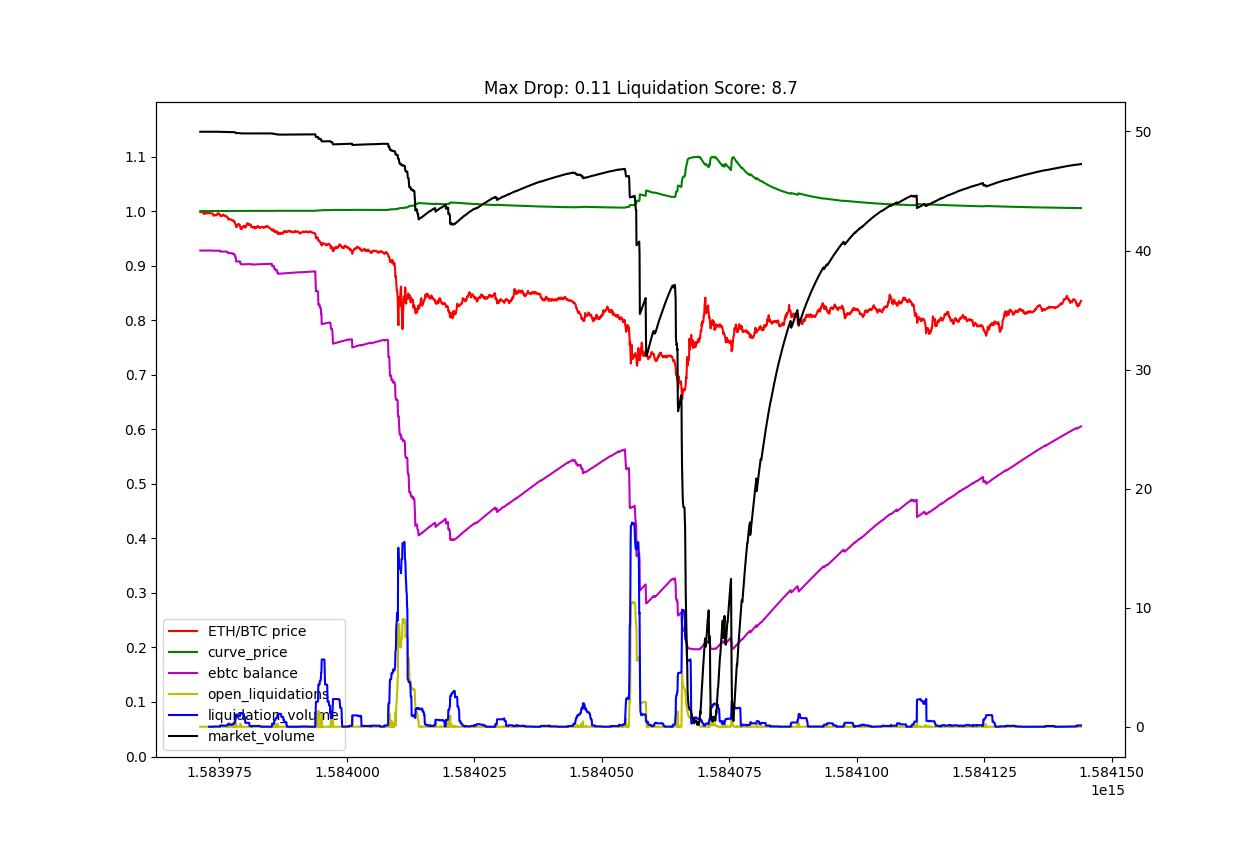 Max Drop: 0.11 Liquidation Score: 8.7
1.1
1.0
0.9
0.8
0.7
0.6
0.5
0.4
0.3
0.2
0.1
0.0
50
40
30
20
10
0
ETH/BTC price
curve_price
ebtc balance
open_liquidations
liquidation_volume
market_volume
1.583975 1.584000 1.584025 1.584050 1.584075 1.584100 1.584125 1.584150
1e15